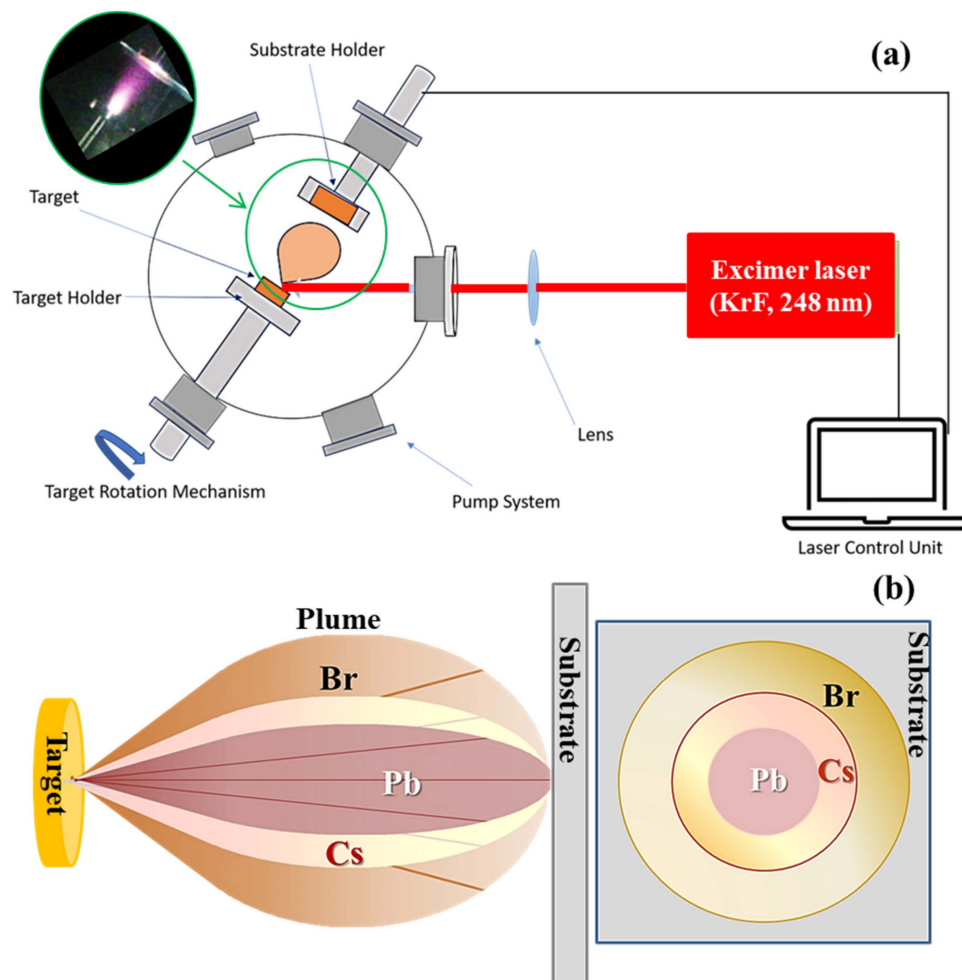 (a)
Substrate Holder
Target
Target Holder
Excimer laser
(KrF, 248 nm)
Lens
Target Rotation Mechanism
Pump System
Laser Control Unit
(b)
Plume
Br
Target
Pb
Cs
Substrate
Br
Substrate
Cs
Pb